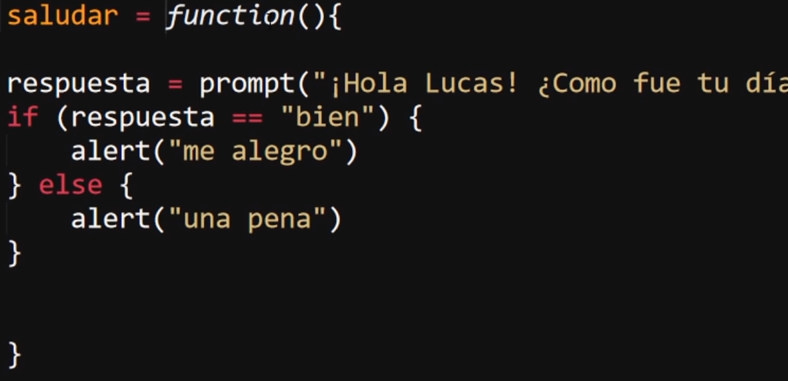 saludar = function(){
respuesta = prompt("¡Hola Lucas! ¿Como fue tu día
if (respuesta == "bien") {
alert("me alegro")
} else {
alert("una pena")
}
}